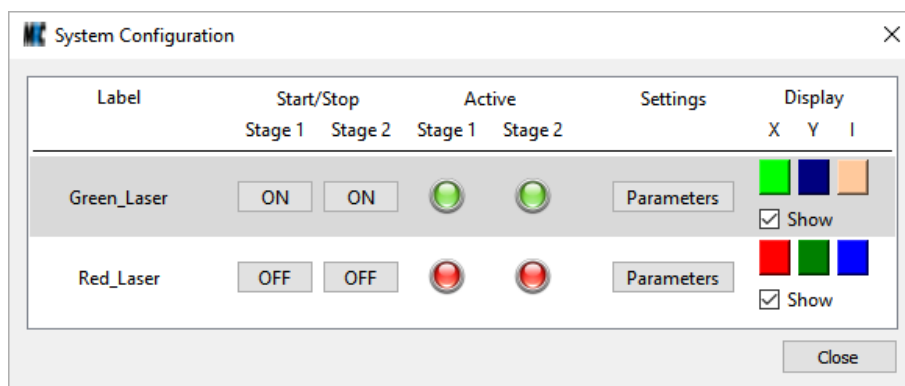 System Configuration
Label Start/Stop Active Settings Display
Stage 1 Stage 2 Stage 1 Stage 2 X Y I
Green_Laser ON ON Parameters
Show
Red_Laser OFF OFF Parameters
Show
Close